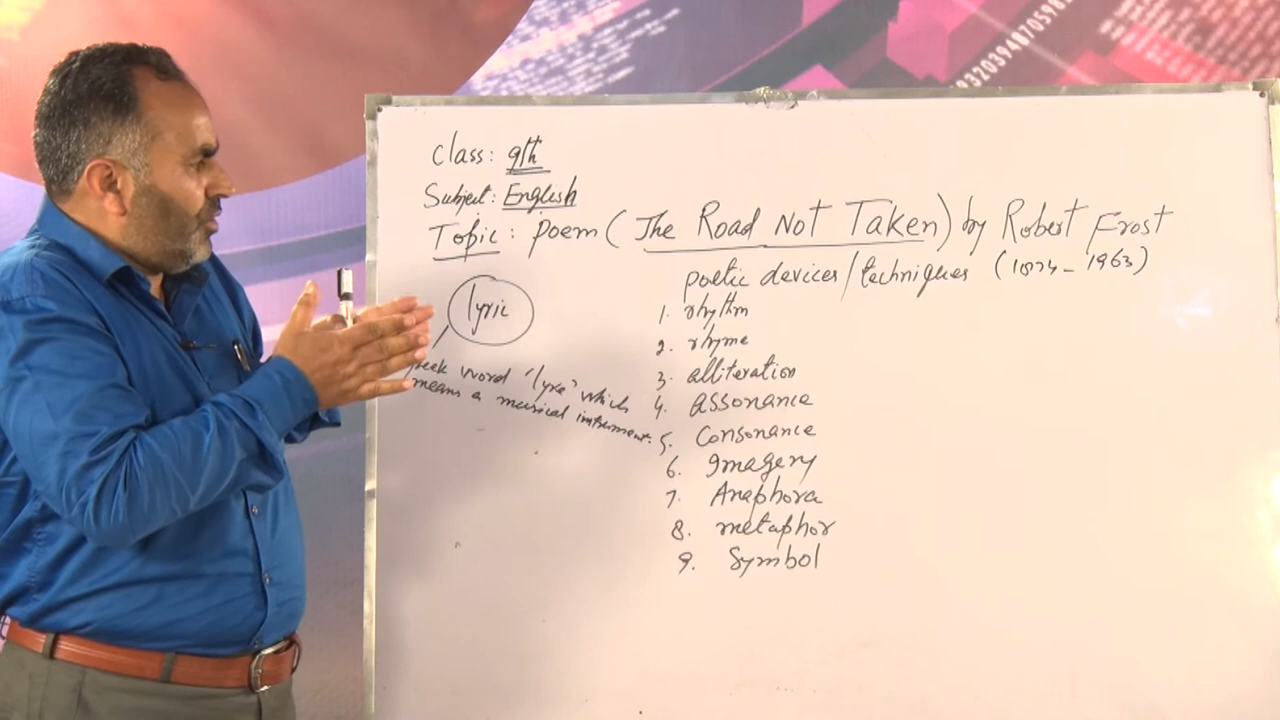 Class: 9th
Subject: English
Topic: Poem (The Road Not Taken) by Robert Frost
poetic devices/techniques (1874-1963)
lyric
word 'lyre' which
means a musical instrument.
1. rhythm
2. rhyme
3. alliteration
4. assonance
5. Consonance
6. Imagery
7. Anaphora
8. metaphor
9. Symbol